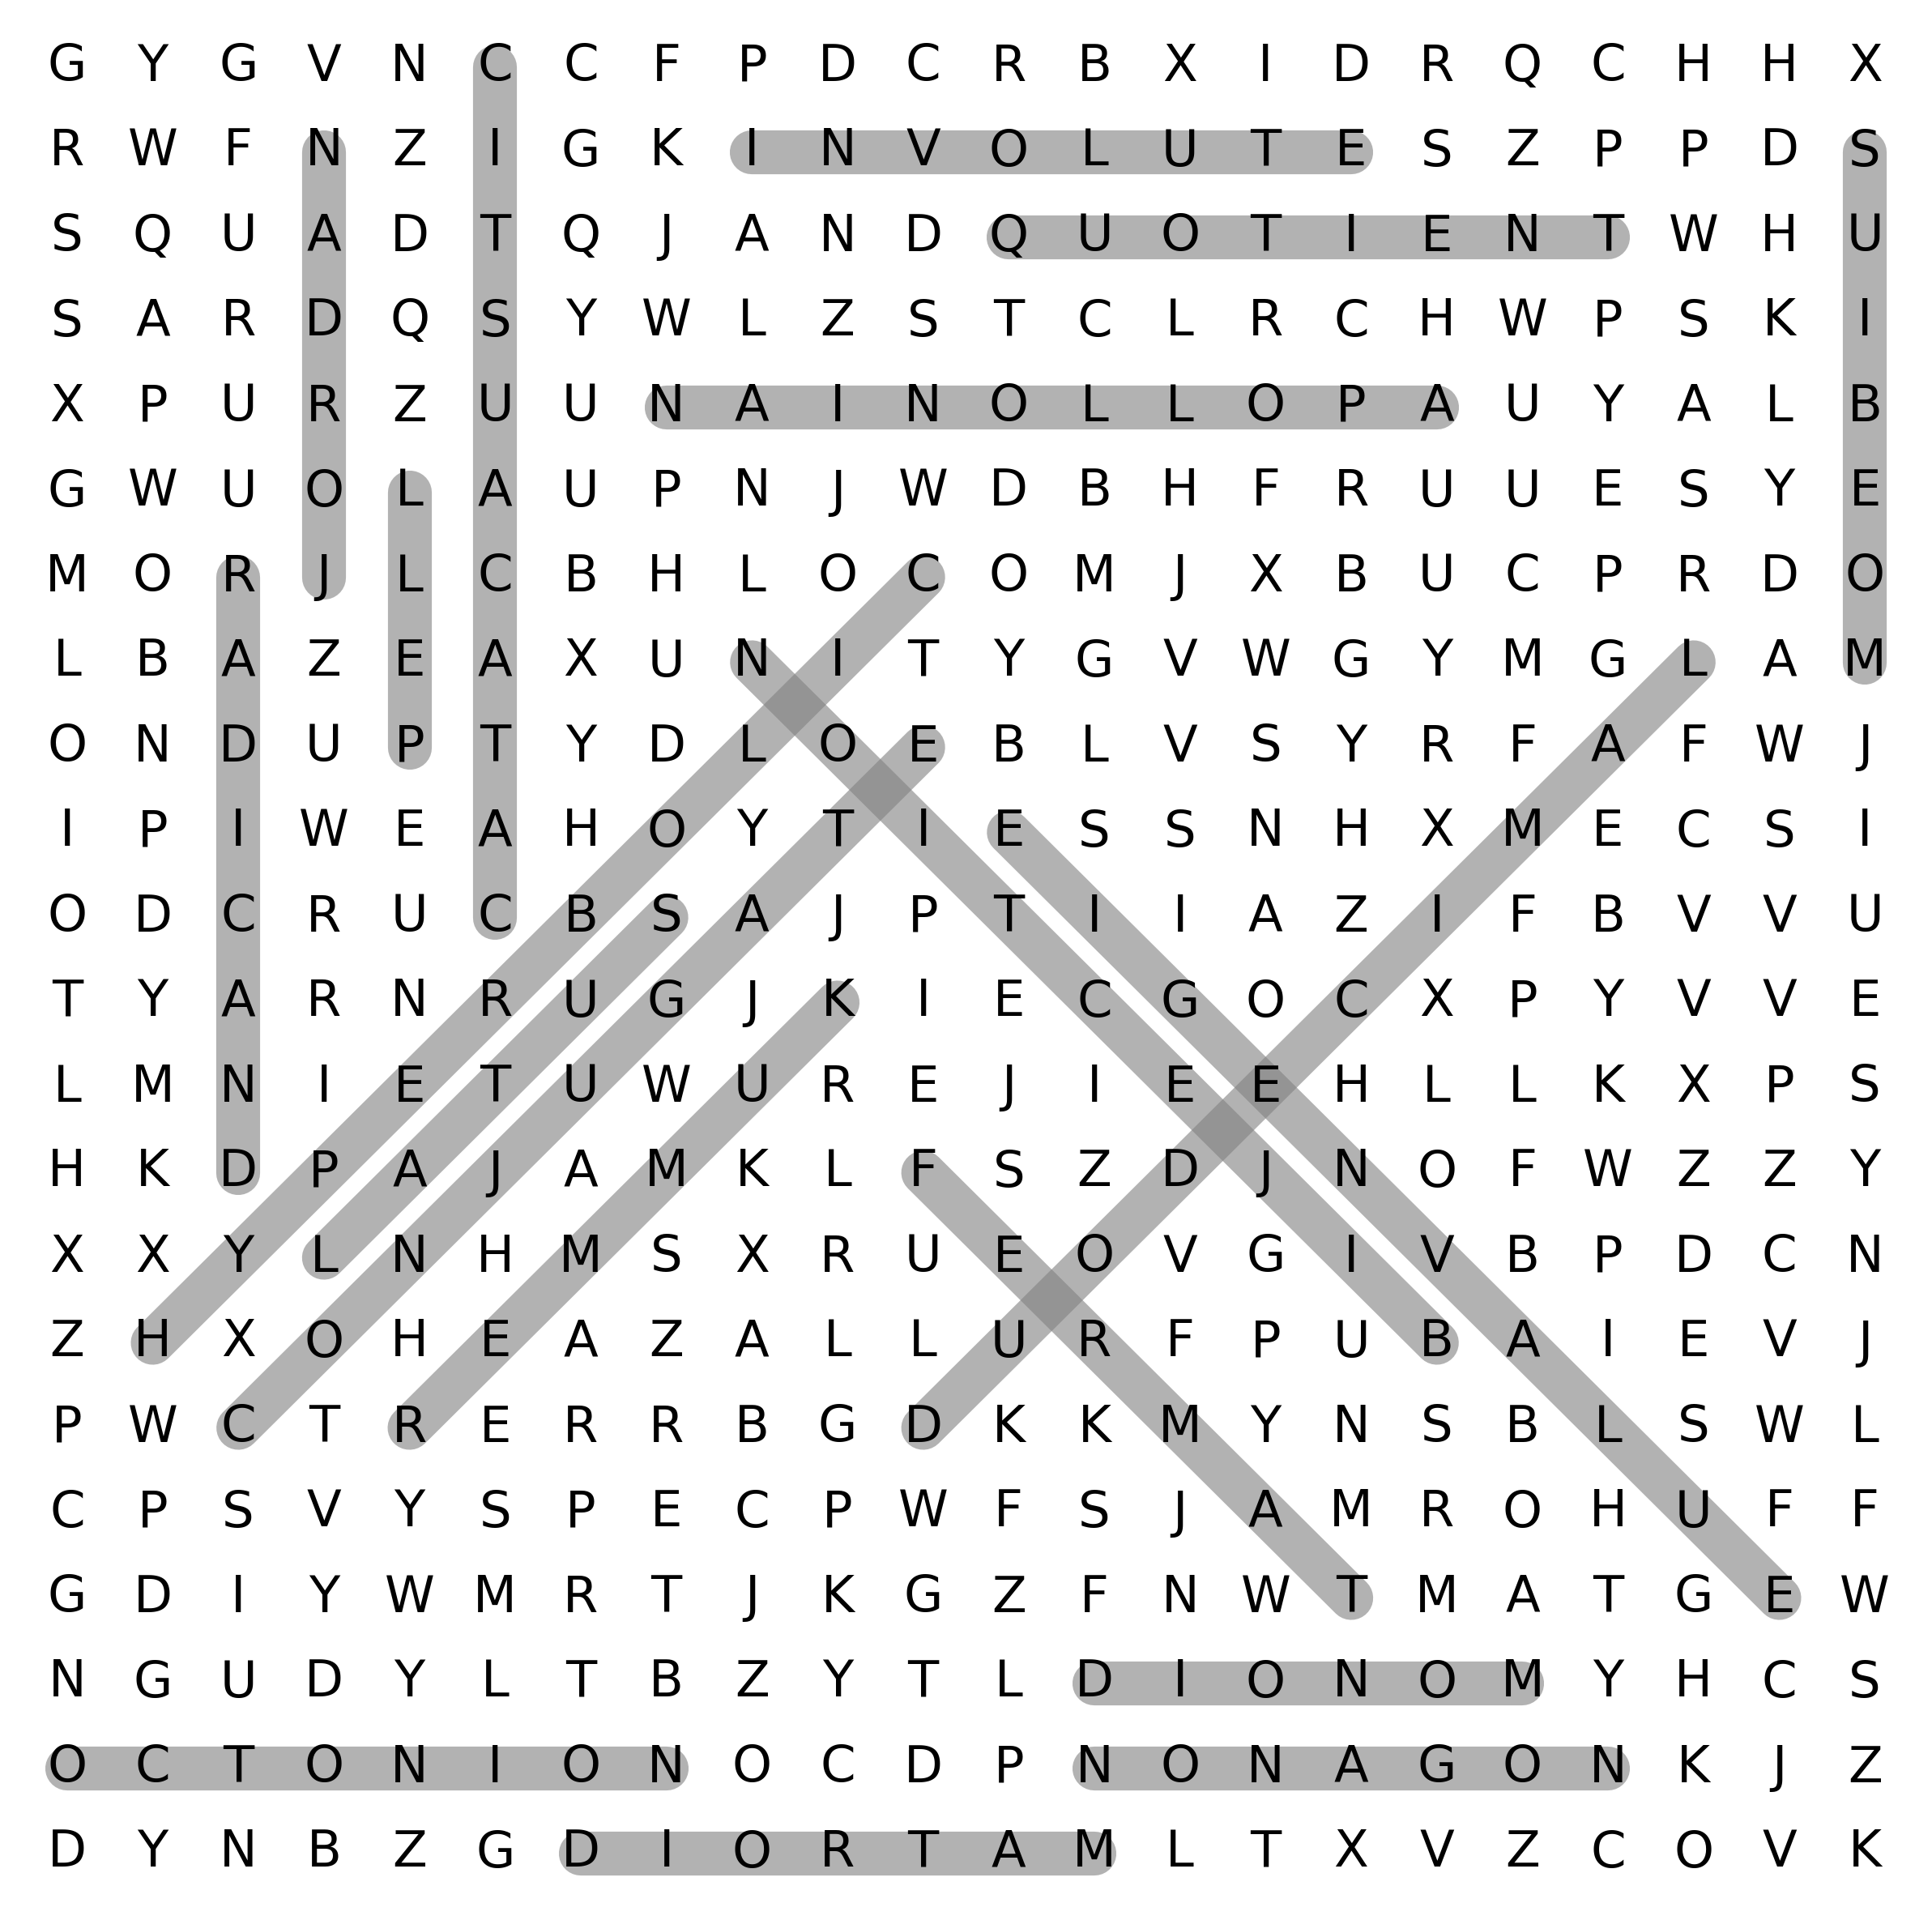 G Y G V N C C F P D C R B X I D R Q C H H X
R W F N Z I G K I N V O L U T E S Z P P D S
S Q U A D T Q J A N D Q U O T I E N T W H U
S A R D Q S Y W L Z S T C L R C H W P S K I
X P U R Z U U N A I N O L L O P A U Y A L B
G W U O L A U P N J W D B H F R U U E S Y E
M O R J L C B H L O C O M J X B U C P R D O
L B A Z E A X U N I T Y G V W G Y M G L A M
O N D U P T Y D L O E B L V S Y R F A F W J
I P I W E A H O Y T I E S S N H X M E C S I
O D C R U C B S A J P T I I A Z I F B V V U
T Y A R N R U G J K I E C G O C X P Y V V E
L M N I E T U W U R E J I E E H L L K X P S
H K D P A J A M K L F S Z D J N O F W Z Z Y
X X Y L N H M S X R U E O V G I V B P D C N
Z H X O H E A Z A L L U R F P U B A I E V J
P W C T R E R R B G D K K M Y N S B L S W L
C P S V Y S P E C P W F S J A M R O H U F F
G D I Y W M R T J K G Z F N W T M A T G E W
N G U D Y L T B Z Y T L D I O N O M Y H C S
O C T O N I O N O C D P N O N A G O N K J Z
D Y N B Z G D I O R T A M L T X V Z C O V K